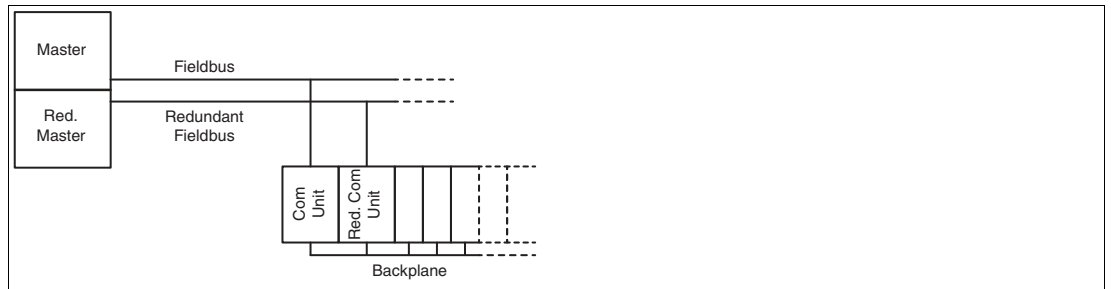 Master
Fieldbus
Red.
Master
Redundant
Fieldbus
Com
Unit
Red. Com
Unit
Backplane